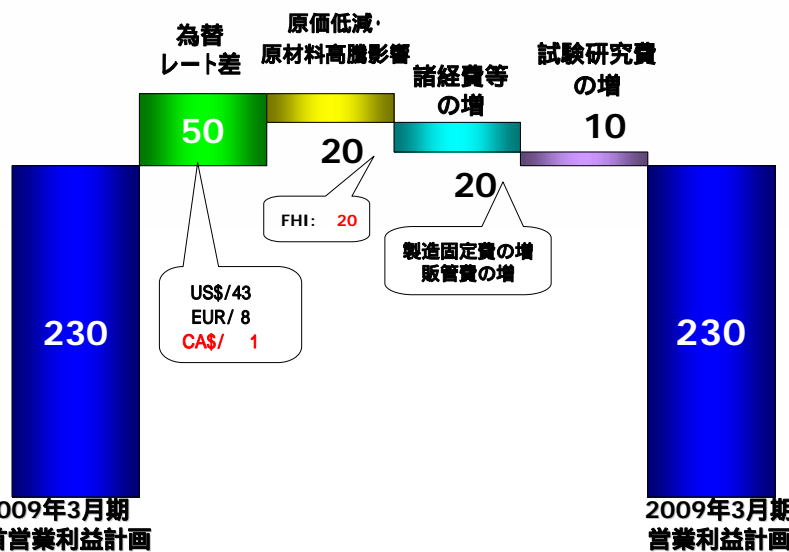 為替
レート差
原価低減・
原材料高騰影響
諸経費等
の増
試験研究費
の増
50
20
20
10
FHI: 20
製造固定費の増
販管費の増
US$/43
EUR/ 8
CA$/ 1
230
230
009年3月期
首営業利益計画
2009年3月期
営業利益計画